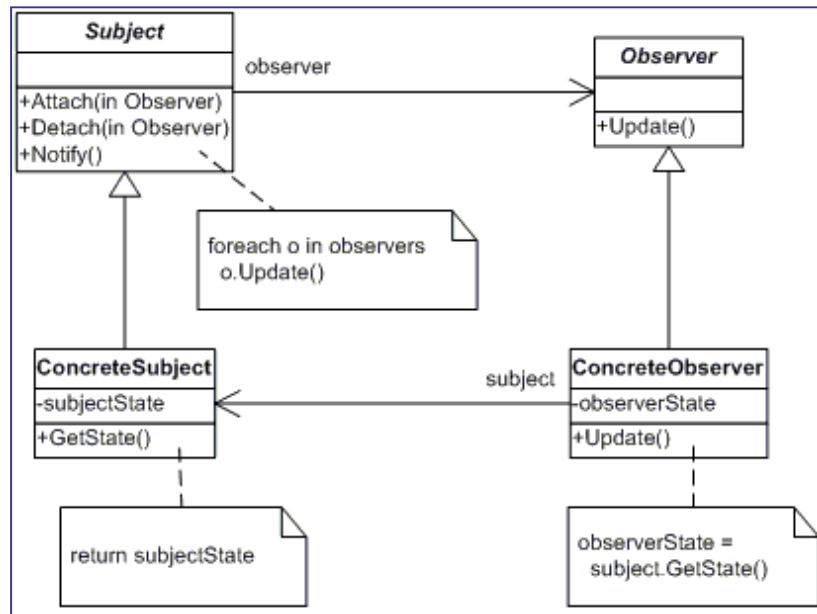 Subject
+Attach(in Observer)
+Detach(in Observer)
+Notify()
observer
Observer
+Update()
foreach o in observers
o.Update()
ConcreteSubject
-subjectState
+GetState()
subject
ConcreteObserver
-observerState
+Update()
return subjectState
observerState =
subject.GetState()